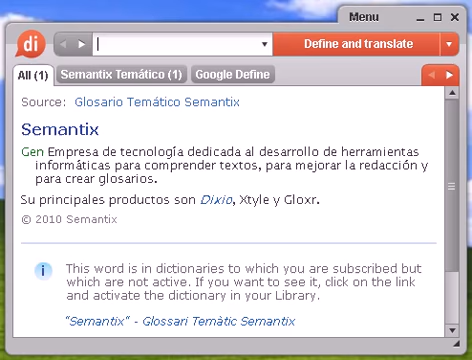 Menu
di
Define and translate
All (1)
Semantix Temático (1)
Google Define
Source: Glosario Temático Semantix
Semantix
Gen Empresa de tecnología dedicada al desarrollo de herramientas
informáticas para comprender textos, para mejorar la redacción y
para crear glosarios.
Su principales productos son Dixio, Xtyle y Gloxr.
© 2010 Semantix
i
This word is in dictionaries to which you are subscribed but
which are not active. If you want to see it, click on the link
and activate the dictionary in your Library.
"Semantix" - Glossari Temàtic Semantix